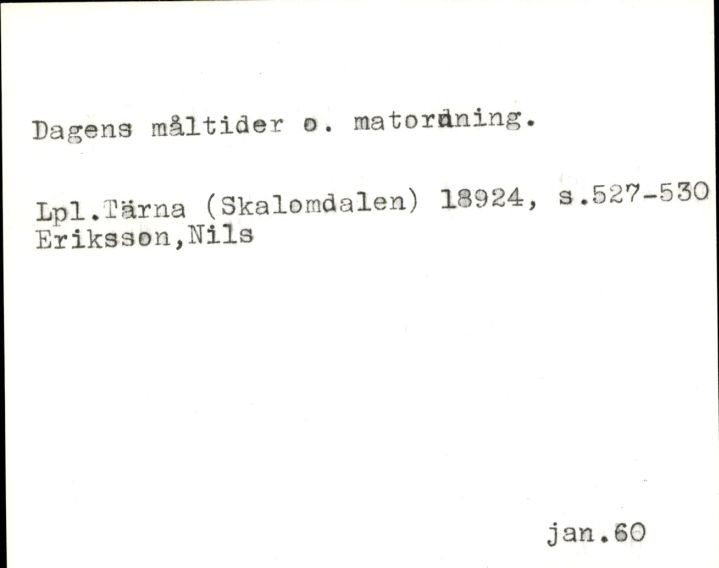 Dagens måltider o. matordning.
Lpl.Tärna (Skalomdalen) 18924, s.527-530
Eriksson,Nils
jan.60